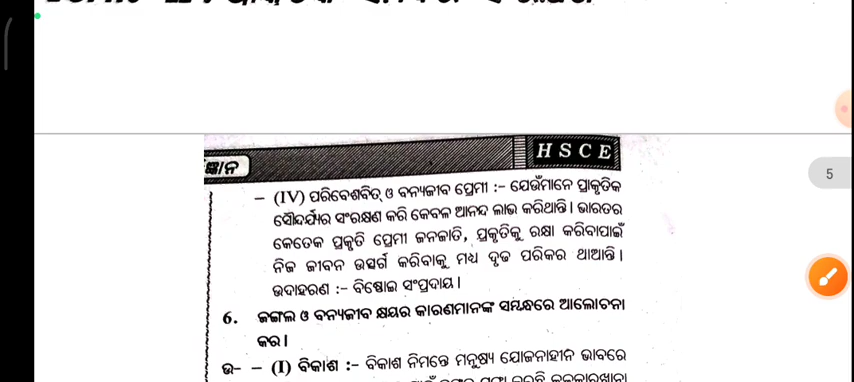 ଜ୍ଞାନ
HSCE
5
– (IV) ପରିବେଶବିତ୍ ଓ ବନ୍ୟଜୀବ ପ୍ରେମୀ :– ଯେଉଁମାନେ ପ୍ରାକୃତିକ
ସୌନ୍ଦର୍ଯ୍ୟର ସଂରକ୍ଷଣ କରି କେବଳ ଆନନ୍ଦ ଲାଭ କରିଥାନ୍ତି। ଭାରତର
କେତେକ ପ୍ରକୃତି ପ୍ରେମୀ ଜନଜାତି, ପ୍ରକୃତିକୁ ରକ୍ଷା କରିବାପାଇଁ
ନିଜ ଜୀବନ ଉତ୍ସର୍ଗ କରିବାକୁ ମଧ୍ୟ ଦୃଢ ପରିକର ଥାଆନ୍ତି।
ଉଦାହରଣ :– ବିଷ୍ଣୋଇ ସଂପ୍ରଦାୟ।
6. ଜଙ୍ଗଲ ଓ ବନ୍ୟଜୀବ କ୍ଷୟର କାରଣମାନଙ୍କ ସମ୍ବନ୍ଧରେ ଆଲୋଚନା
କର।
ଉ– – (I) ବିକାଶ :– ବିକାଶ ନିମନ୍ତେ ମନୁଷ୍ୟ ଯୋଜନାହୀନ ଭାବରେ